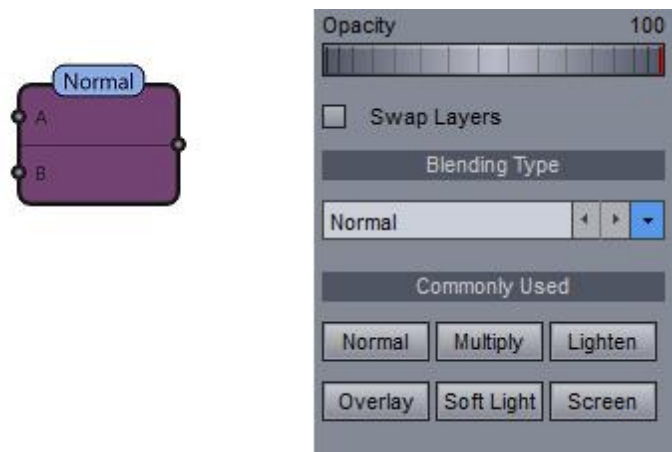 Normal
A
B
Opacity 100
Swap Layers
Blending Type
Normal
Commonly Used
Normal Multiply Lighten
Overlay Soft Light Screen